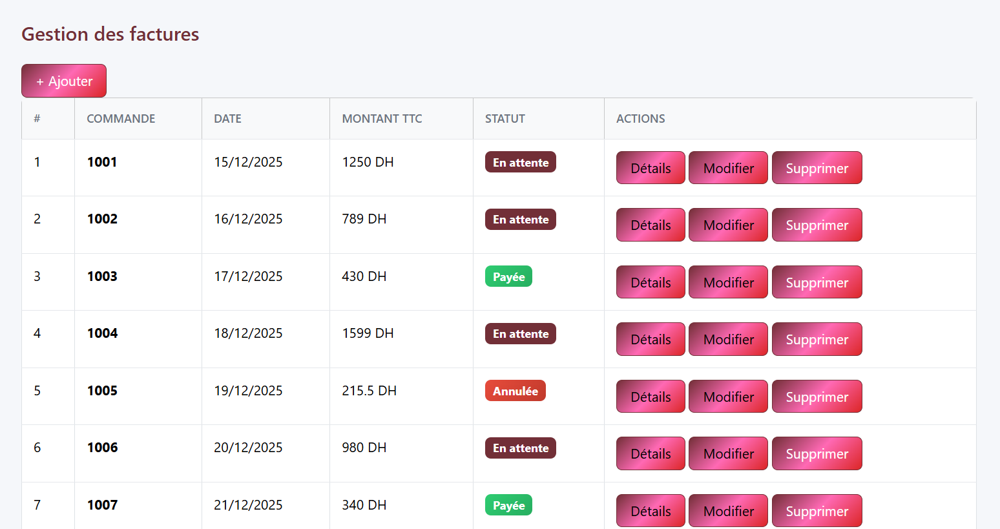 Gestion des factures
+ Ajouter
# COMMANDE DATE MONTANT TTC STATUT ACTIONS
1 1001 15/12/2025 1250 DH En attente Détails Modifier Supprimer
2 1002 16/12/2025 789 DH En attente Détails Modifier Supprimer
3 1003 17/12/2025 430 DH Payée Détails Modifier Supprimer
4 1004 18/12/2025 1599 DH En attente Détails Modifier Supprimer
5 1005 19/12/2025 215.5 DH Annulée Détails Modifier Supprimer
6 1006 20/12/2025 980 DH En attente Détails Modifier Supprimer
7 1007 21/12/2025 340 DH Payée Détails Modifier Supprimer